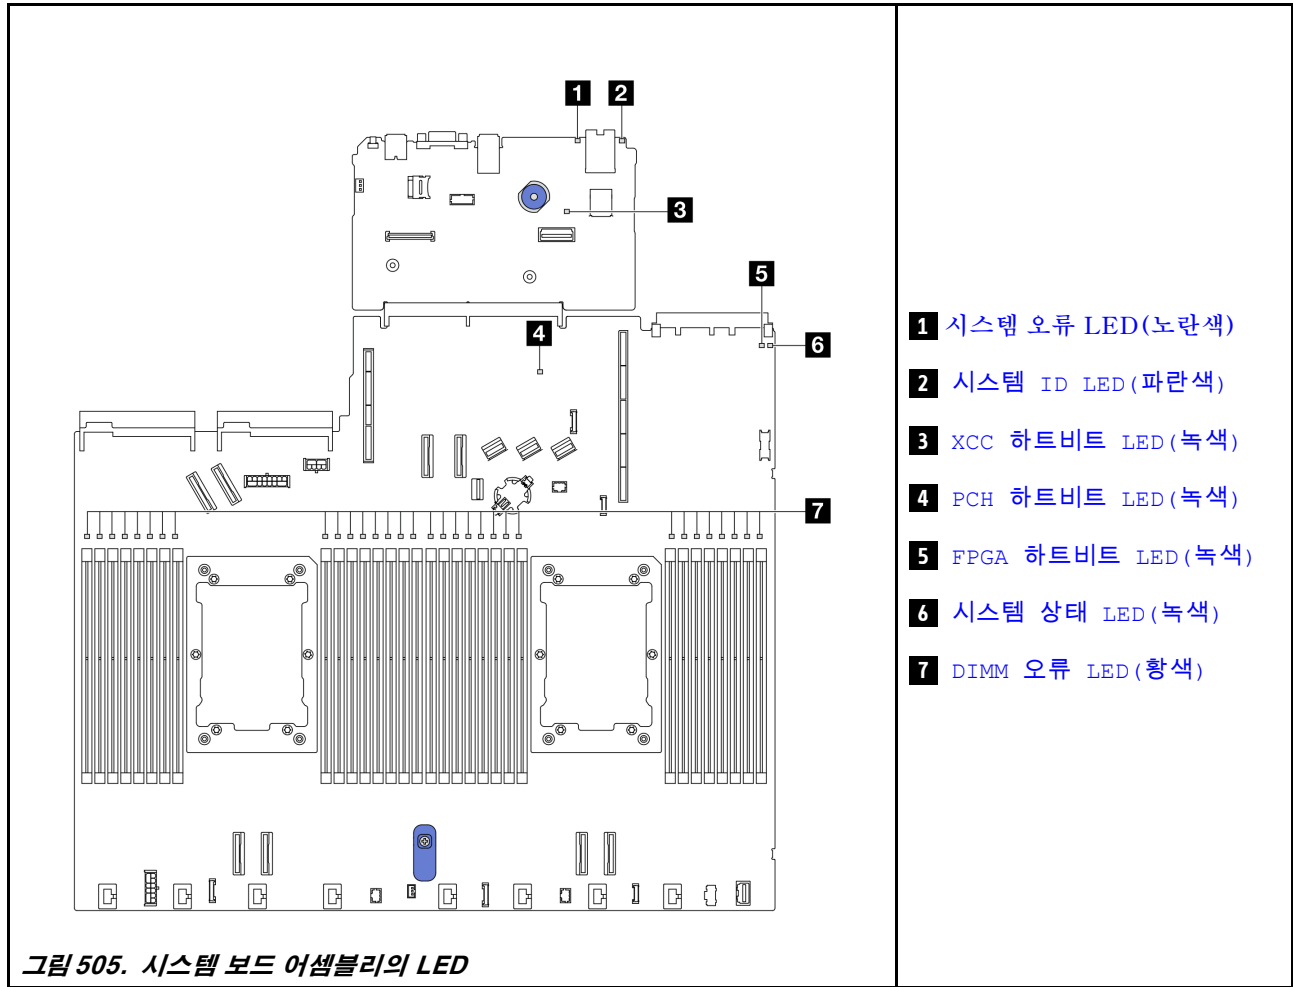 1
2
3
5
4
6
7
그림 505. 시스템 보드 어셈블리의 LED
1 시스템 오류 LED(노란색)
2 시스템 ID LED(파란색)
3 XCC 하트비트 LED(녹색)
4 PCH 하트비트 LED(녹색)
5 FPGA 하트비트 LED(녹색)
6 시스템 상태 LED(녹색)
7 DIMM 오류 LED(황색)